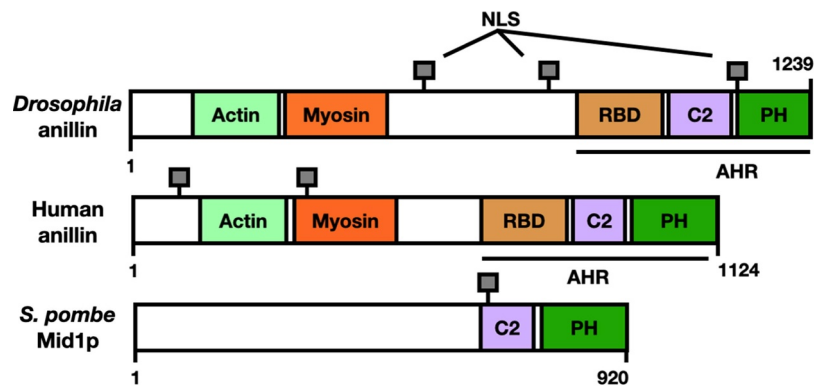 NLS
1239
Drosophila
anillin
Actin Myosin RBD C2 PH
1
AHR
Human
anillin
Actin Myosin RBD C2 PH
1
1124
AHR
S. pombe
Mid1p
C2 PH
1
920